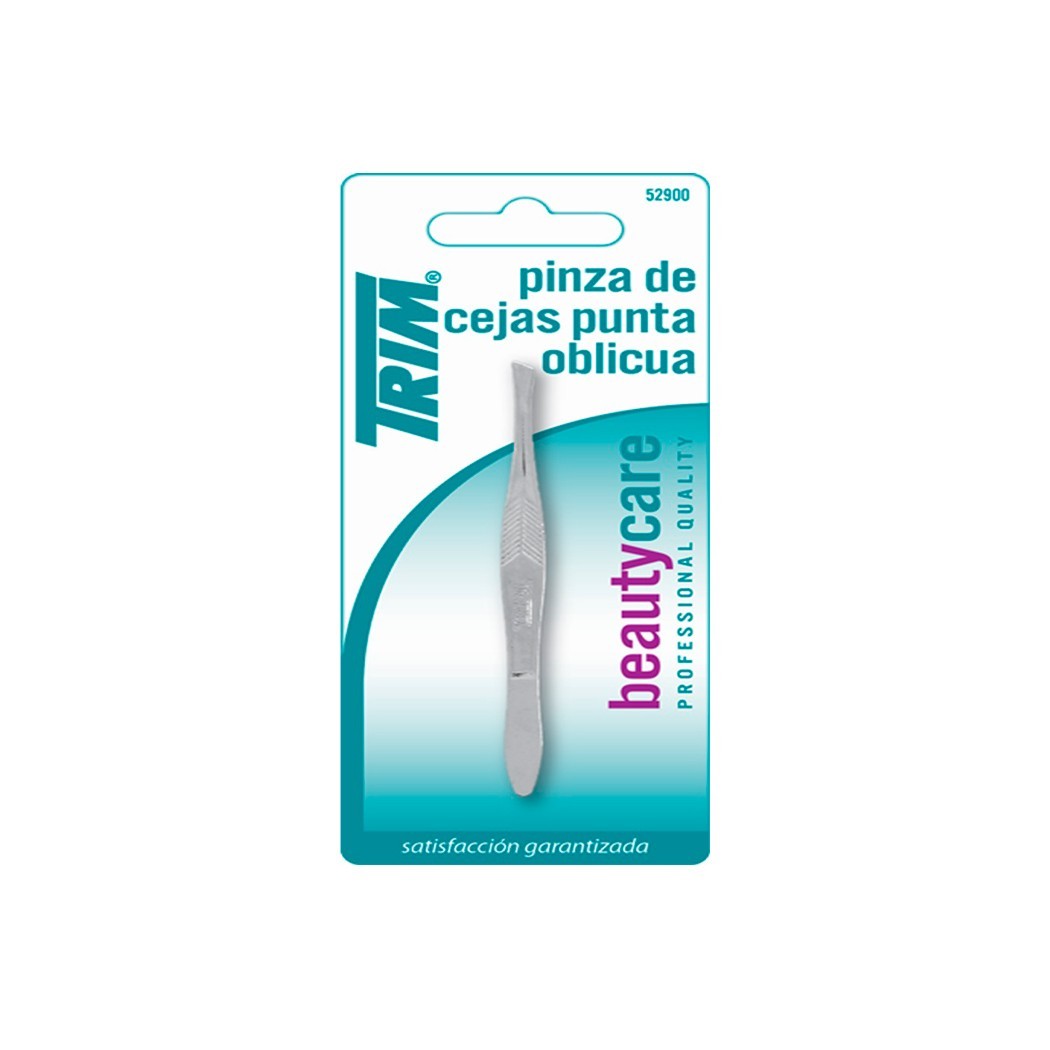 52900
TRIM®
pinza de
cejas punta
oblicua
beautycare
PROFESSIONAL QUALITY
satisfacción garantizada